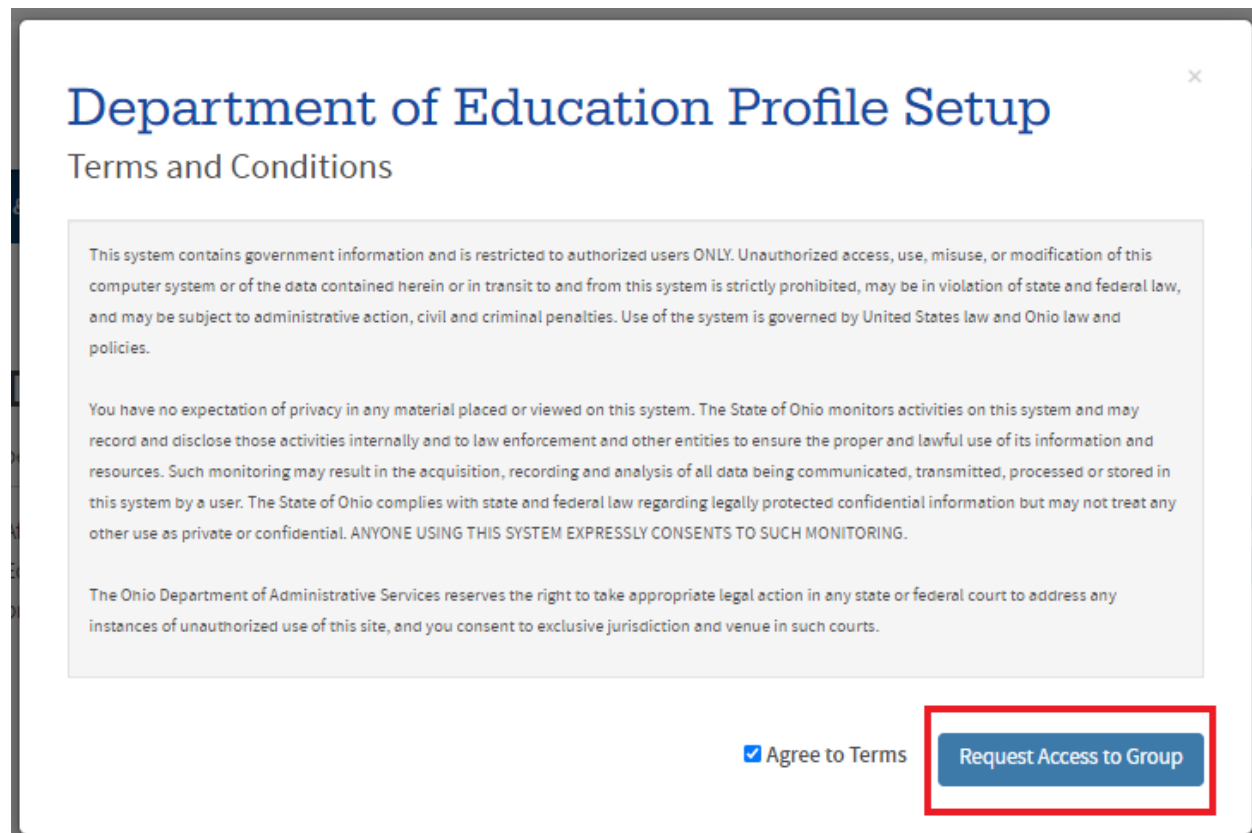 Department of Education Profile Setup
×
Terms and Conditions
This system contains government information and is restricted to authorized users ONLY. Unauthorized access, use, misuse, or modification of this
computer system or of the data contained herein or in transit to and from this system is strictly prohibited, may be in violation of state and federal law,
and may be subject to administrative action, civil and criminal penalties. Use of the system is governed by United States law and Ohio law and
policies.
You have no expectation of privacy in any material placed or viewed on this system. The State of Ohio monitors activities on this system and may
record and disclose those activities internally and to law enforcement and other entities to ensure the proper and lawful use of its information and
resources. Such monitoring may result in the acquisition, recording and analysis of all data being communicated, transmitted, processed or stored in
this system by a user. The State of Ohio complies with state and federal law regarding legally protected confidential information but may not treat any
other use as private or confidential. ANYONE USING THIS SYSTEM EXPRESSLY CONSENTS TO SUCH MONITORING.
The Ohio Department of Administrative Services reserves the right to take appropriate legal action in any state or federal court to address any
instances of unauthorized use of this site, and you consent to exclusive jurisdiction and venue in such courts.
Agree to Terms
Request Access to Group